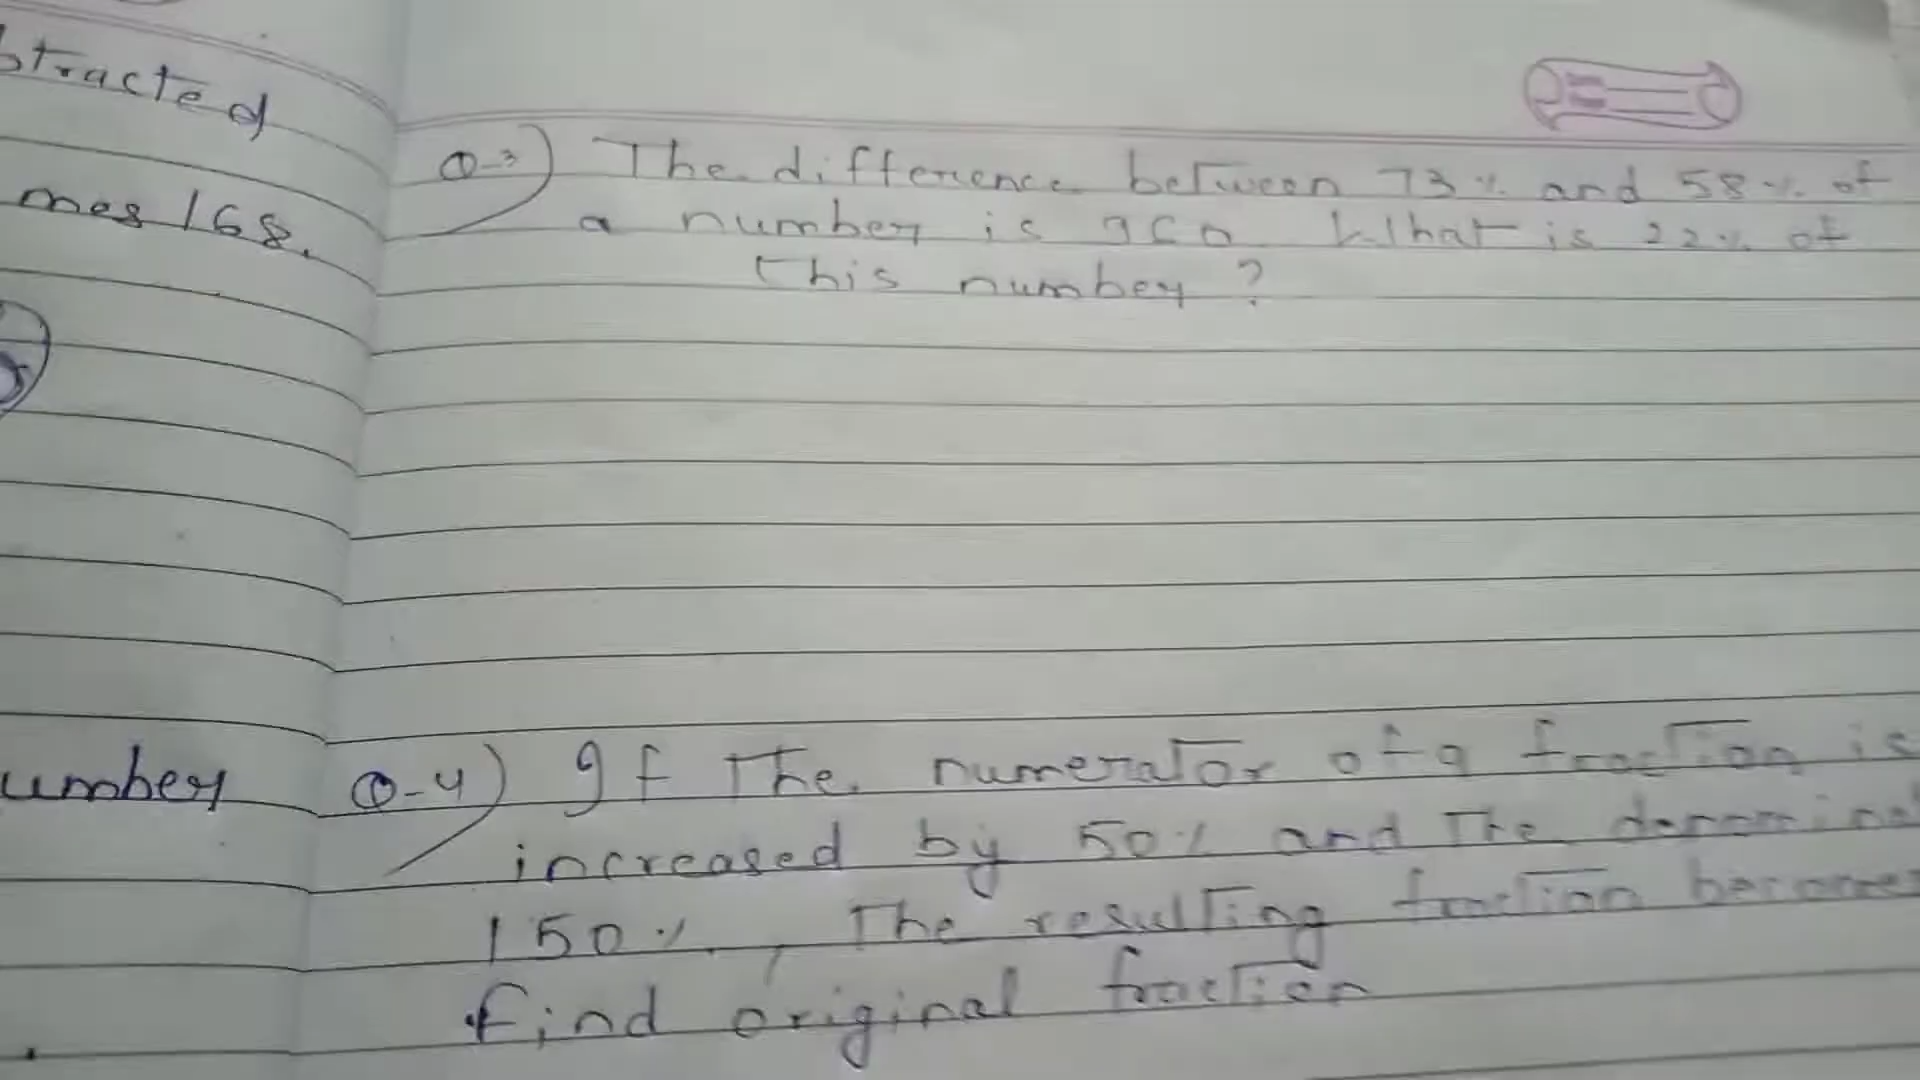 btracted
mes 168.
umber
Q-3) The difference between 73% and 58% of
a number is 960 What is 22% of
this number ?
Q-4) If The numerator of a fraction is
increased by 50% and The
150%, The resulting fraction becomes
find original fraction